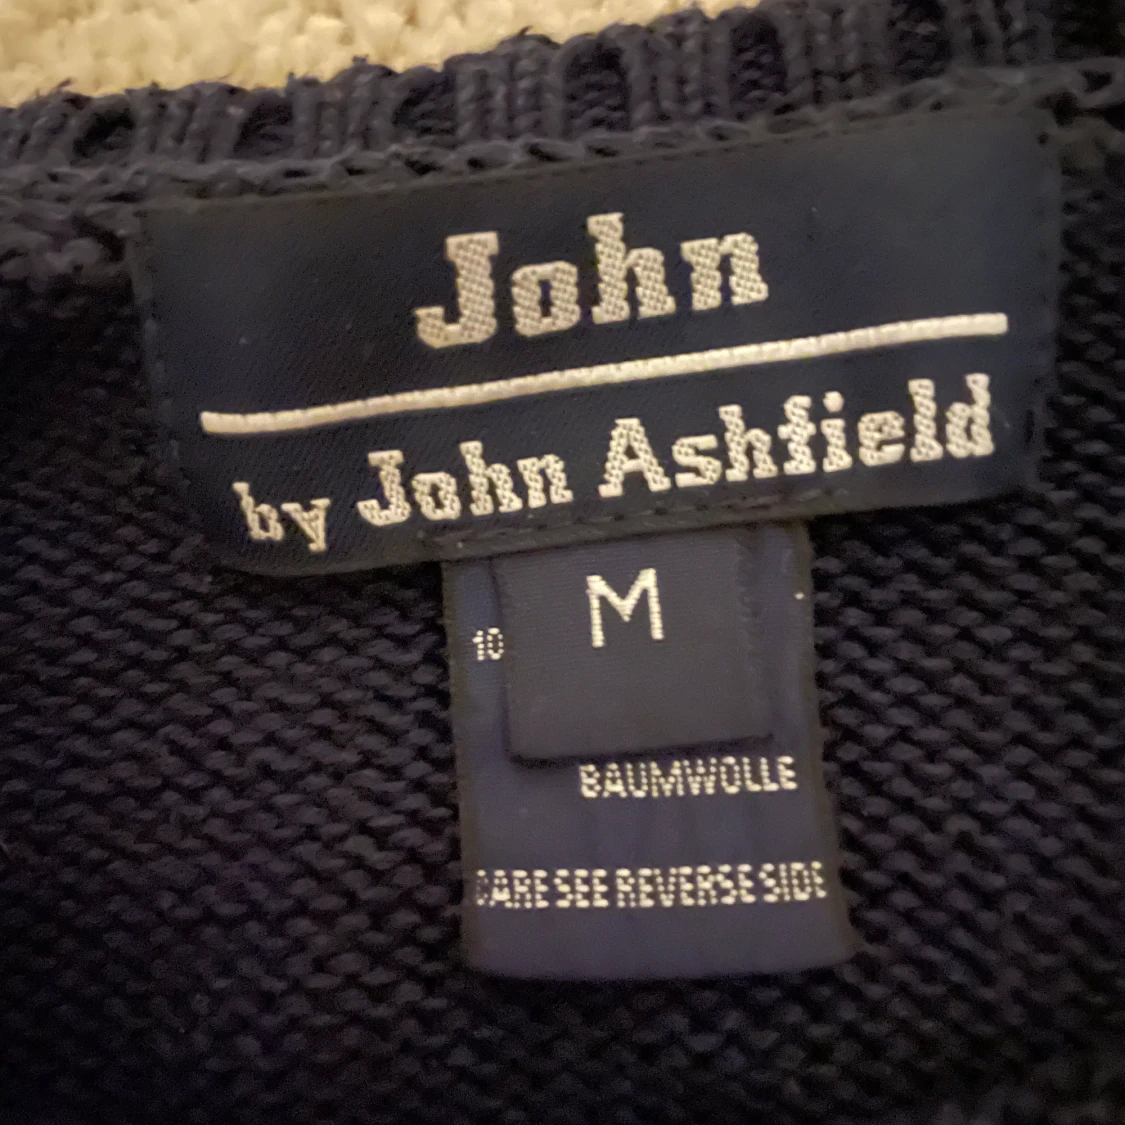 John
by John Ashfield
M
10
BAUMWOLLE
CARE SEE REVERSE SIDE